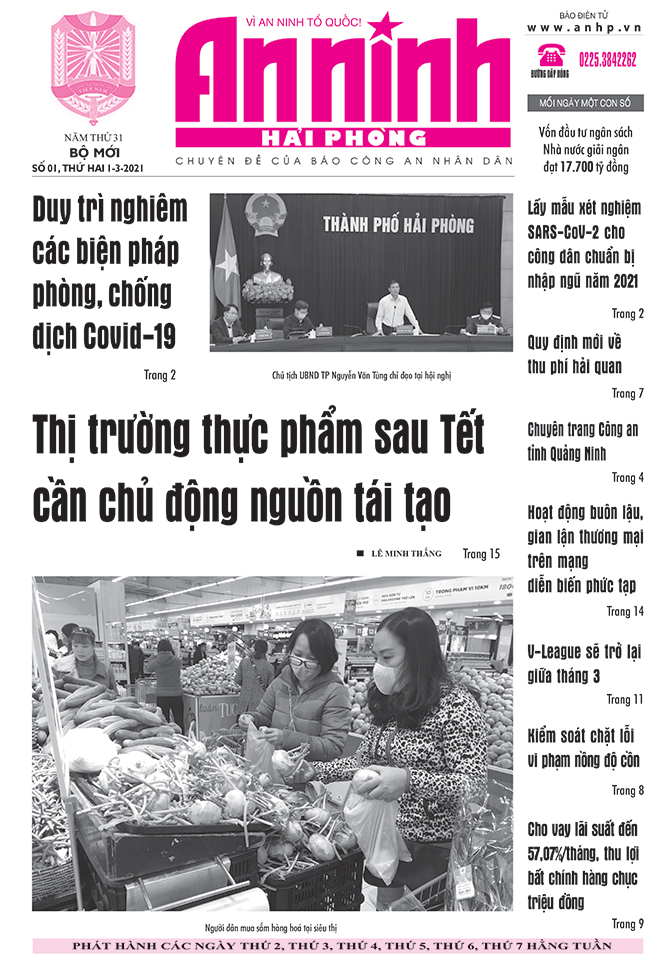 VÌ AN NINH TỔ QUỐC!
An ninh
HẢI PHÒNG
CHUYÊN ĐỀ CỦA BÁO CÔNG AN NHÂN DÂN
VIỆT NAM
NĂM THỨ 31
BỘ MỚI
SỐ 01, THỨ HAI 1-3-2021
BÁO ĐIỆN TỬ
www.anhp.vn
ĐƯỜNG DÂY NÓNG
0225.3842262
MỖI NGÀY MỘT CON SỐ
Vốn đầu tư ngân sách
Nhà nước giải ngân
đạt 17.700 tỷ đồng
Duy trì nghiêm
các biện pháp
phòng, chống
dịch Covid-19
Trang 2
THÀNH PHỐ HẢI PHÒNG
Chủ tịch UBND TP Nguyễn Văn Tùng chỉ đạo tại hội nghị
Thị trường thực phẩm sau Tết
cần chủ động nguồn tái tạo
LÊ MINH THẮNG
Trang 15
TRONG PHẠM VI 10KM
1800
Người dân mua sắm hàng hoá tại siêu thị
Lấy mẫu xét nghiệm
SARS-CoV-2 cho
công dân chuẩn bị
nhập ngũ năm 2021
Trang 2
Quy định mới về
thu phí hải quan
Trang 7
Chuyên trang Công an
tỉnh Quảng Ninh
Trang 4
Hoạt động buôn lậu,
gian lận thương mại
trên mạng
diễn biến phức tạp
Trang 14
V-League sẽ trở lại
giữa tháng 3
Trang 11
Kiểm soát chặt lỗi
vi phạm nồng độ cồn
Trang 8
Cho vay lãi suất đến
57,07%/tháng, thu lợi
bất chính hàng chục
triệu đồng
Trang 9
PHÁT HÀNH CÁC NGÀY THỨ 2, THỨ 3, THỨ 4, THỨ 5, THỨ 6, THỨ 7 HẰNG TUẦN